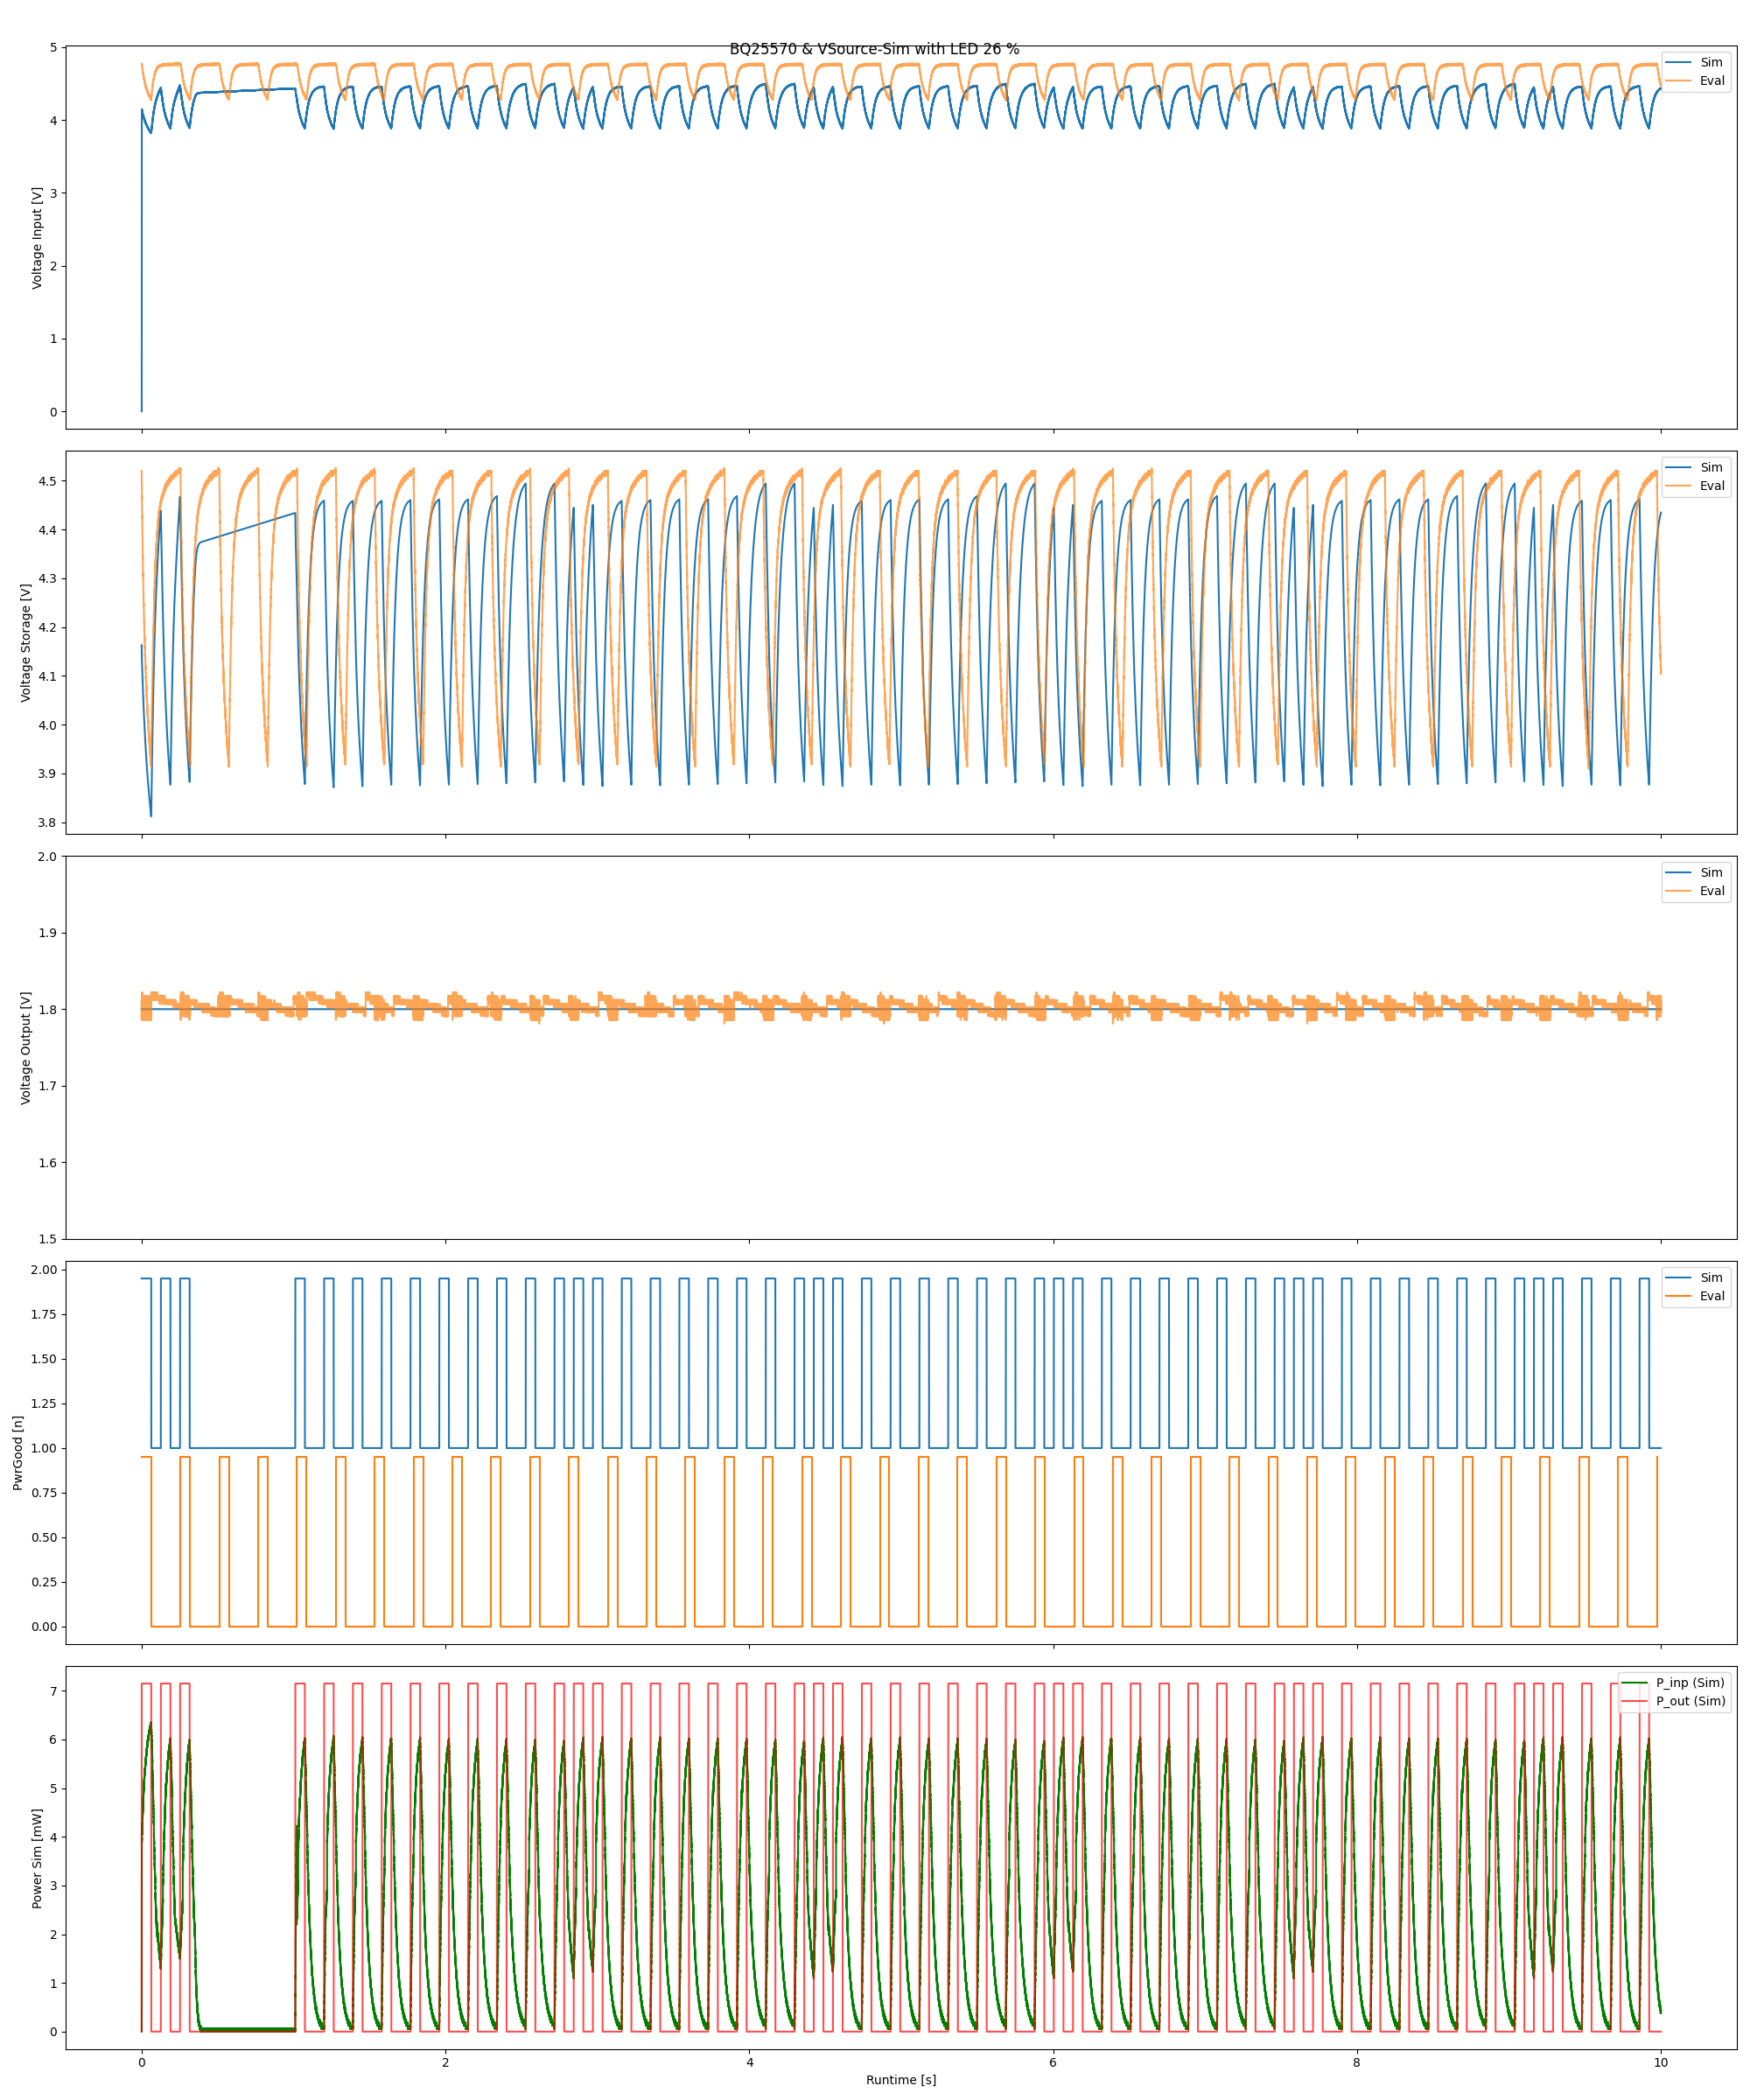 BQ25570 & VSource-Sim with LED 26 %
5
4
3
2
1
0
Voltage Input [V]
Sim
Eval
4.5
4.4
4.3
4.2
4.1
4.0
3.9
3.8
Voltage Storage [V]
Sim
Eval
2.0
1.9
1.8
1.7
1.6
1.5
Voltage Output [V]
Sim
Eval
2.00
1.75
1.50
1.25
1.00
0.75
0.50
0.25
0.00
PwrGood [n]
Sim
Eval
7
6
5
4
3
2
1
0
Power Sim [mW]
P_inp (Sim)
P_out (Sim)
0 2 4 6 8 10
Runtime [s]